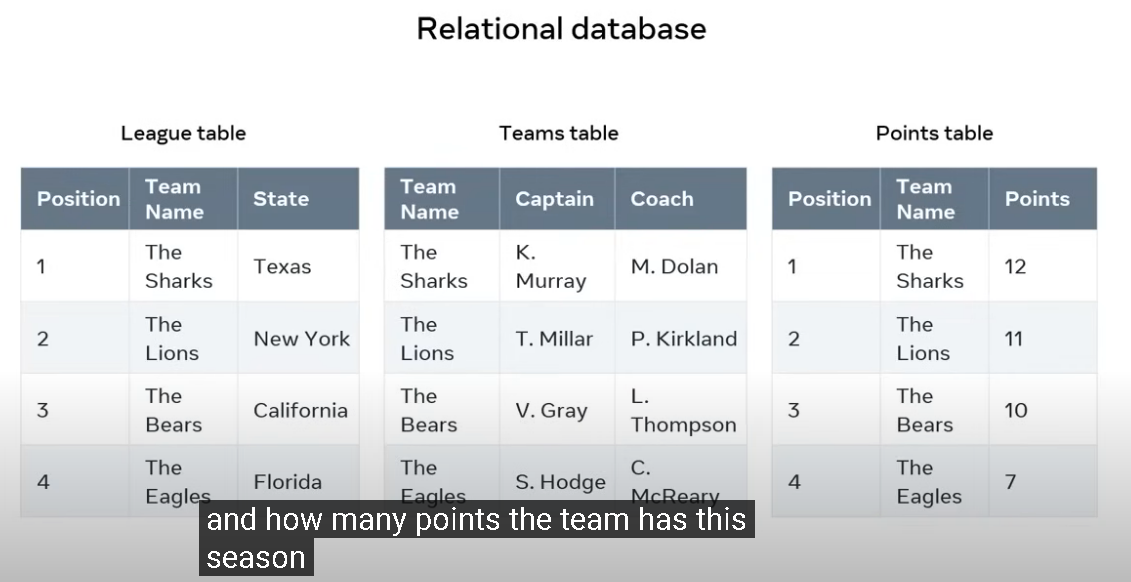 Relational database
League table
Position Team Name State
1 The Sharks Texas
2 The Lions New York
3 The Bears California
4 The Eagles Florida
Teams table
Team Name Captain Coach
The Sharks K. Murray M. Dolan
The Lions T. Millar P. Kirkland
The Bears V. Gray L. Thompson
The Eagles S. Hodge C. McReary
Points table
Position Team Name Points
1 The Sharks 12
2 The Lions 11
3 The Bears 10
4 The Eagles 7
and how many points the team has this
season